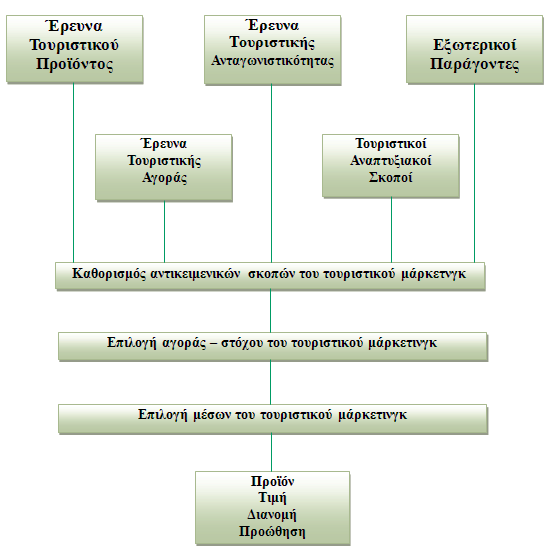 Έρευνα
Τουριστικού
Προϊόντος
Έρευνα
Τουριστικής
Ανταγωνιστικότητας
Εξωτερικοί
Παράγοντες
Έρευνα
Τουριστικής
Αγοράς
Τουριστικοί
Αναπτυξιακοί
Σκοποί
Καθορισμός αντικειμενικών σκοπών του τουριστικού μάρκετνγκ
Επιλογή αγοράς – στόχου του τουριστικού μάρκετινγκ
Επιλογή μέσων του τουριστικού μάρκετινγκ
Προϊόν
Τιμή
Διανομή
Προώθηση